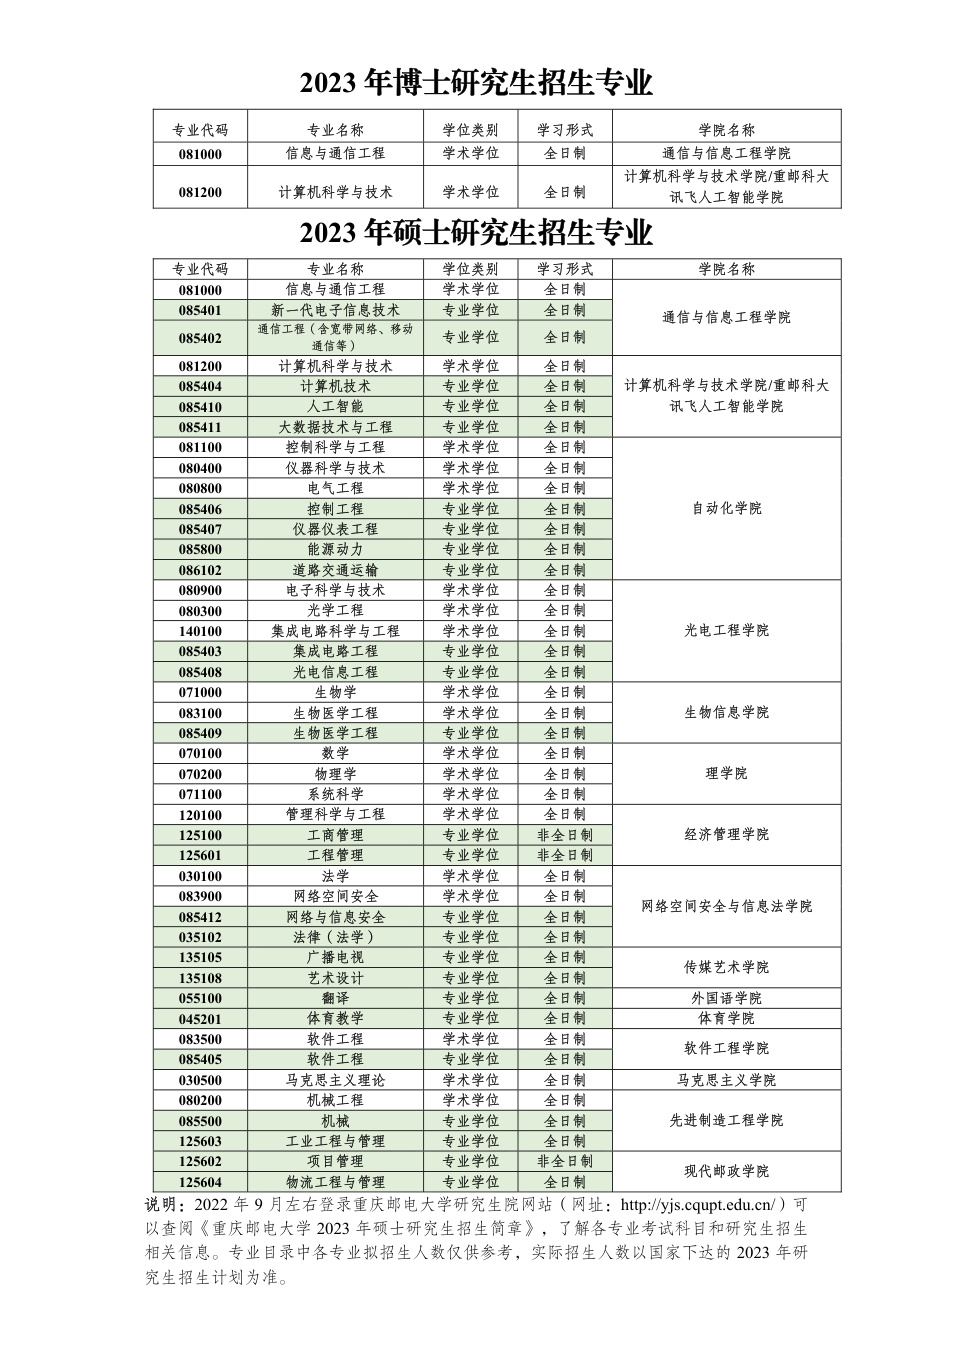 2023 年博士研究生招生专业
专业代码 专业名称 学位类别 学习形式 学院名称
081000 信息与通信工程 学术学位 全日制 通信与信息工程学院
081200 计算机科学与技术 学术学位 全日制 计算机科学与技术学院/重邮科大
讯飞人工智能学院
2023 年硕士研究生招生专业
专业代码 专业名称 学位类别 学习形式 学院名称
081000 信息与通信工程 学术学位 全日制
085401 新一代电子信息技术 专业学位 全日制
通信与信息工程学院
085402 通信工程（含宽带网络、移动
通信等） 专业学位 全日制
081200 计算机科学与技术 学术学位 全日制
085404 计算机技术 专业学位 全日制 计算机科学与技术学院/重邮科大
085410 人工智能 专业学位 全日制 讯飞人工智能学院
085411 大数据技术与工程 专业学位 全日制
081100 控制科学与工程 学术学位 全日制
080400 仪器科学与技术 学术学位 全日制
080800 电气工程 学术学位 全日制
085406 控制工程 专业学位 全日制 自动化学院
085407 仪器仪表工程 专业学位 全日制
085800 能源动力 专业学位 全日制
086102 道路交通运输 专业学位 全日制
080900 电子科学与技术 学术学位 全日制
080300 光学工程 学术学位 全日制
140100 集成电路科学与工程 学术学位 全日制 光电工程学院
085403 集成电路工程 专业学位 全日制
085408 光电信息工程 专业学位 全日制
071000 生物学 学术学位 全日制
083100 生物医学工程 学术学位 全日制 生物信息学院
085409 生物医学工程 专业学位 全日制
070100 数学 学术学位 全日制
070200 物理学 学术学位 全日制 理学院
071100 系统科学 学术学位 全日制
120100 管理科学与工程 学术学位 全日制
125100 工商管理 专业学位 非全日制 经济管理学院
125601 工程管理 专业学位 非全日制
030100 法学 学术学位 全日制
083900 网络空间安全 学术学位 全日制
网络空间安全与信息法学院
085412 网络与信息安全 专业学位 全日制
035102 法律（法学） 专业学位 全日制
135105 广播电视 专业学位 全日制
传媒艺术学院
135108 艺术设计 专业学位 全日制
055100 翻译 专业学位 全日制 外国语学院
045201 体育教学 专业学位 全日制 体育学院
083500 软件工程 学术学位 全日制
软件工程学院
085405 软件工程 专业学位 全日制
030500 马克思主义理论 学术学位 全日制 马克思主义学院
080200 机械工程 学术学位 全日制
085500 机械 专业学位 全日制 先进制造工程学院
125603 工业工程与管理 专业学位 全日制
125602 项目管理 专业学位 非全日制
现代邮政学院
125604 物流工程与管理 专业学位 全日制
说明：2022 年 9 月左右登录重庆邮电大学研究生院网站（网址：http://yjs.cqupt.edu.cn/）可
以查阅《重庆邮电大学 2023 年硕士研究生招生简章》，了解各专业考试科目和研究生招生
相关信息。专业目录中各专业拟招生人数仅供参考，实际招生人数以国家下达的 2023 年研
究生招生计划为准。